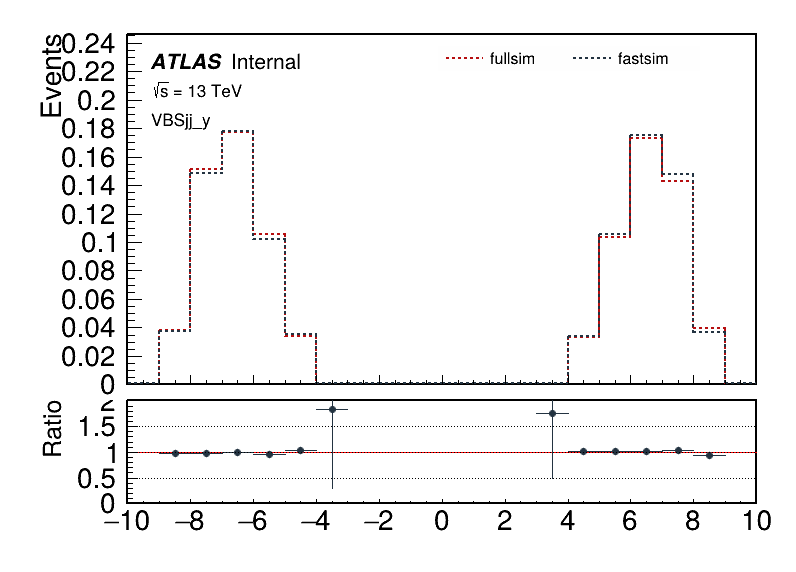 Events
0.24
0.22
0.2
0.18
0.16
0.14
0.12
0.1
0.08
0.06
0.04
0.02
0
ATLAS Internal
√s = 13 TeV
VBSjj_y
fullsim
fastsim
Ratio
2
1.5
1
0.5
0
−10 −8 −6 −4 −2 0 2 4 6 8 10